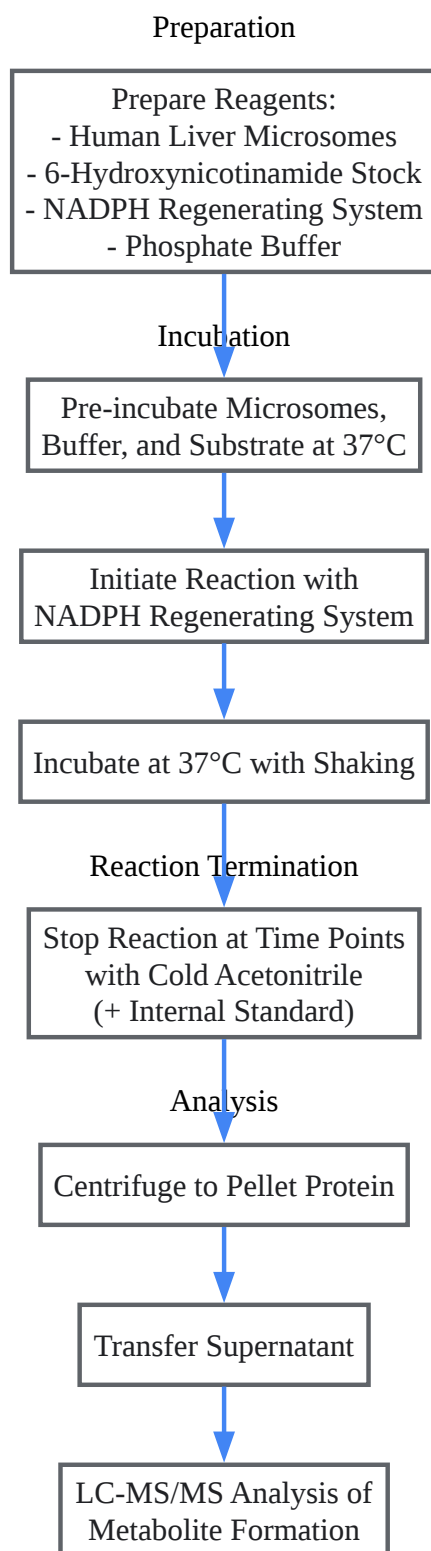 Preparation
Prepare Reagents:
- Human Liver Microsomes
- 6-Hydroxynicotinamide Stock
- NADPH Regenerating System
- Phosphate Buffer
Incubation
Pre-incubate Microsomes,
Buffer, and Substrate at 37°C
Initiate Reaction with
NADPH Regenerating System
Incubate at 37°C with Shaking
Reaction Termination
Stop Reaction at Time Points
with Cold Acetonitrile
(+ Internal Standard)
Analysis
Centrifuge to Pellet Protein
Transfer Supernatant
LC-MS/MS Analysis of
Metabolite Formation